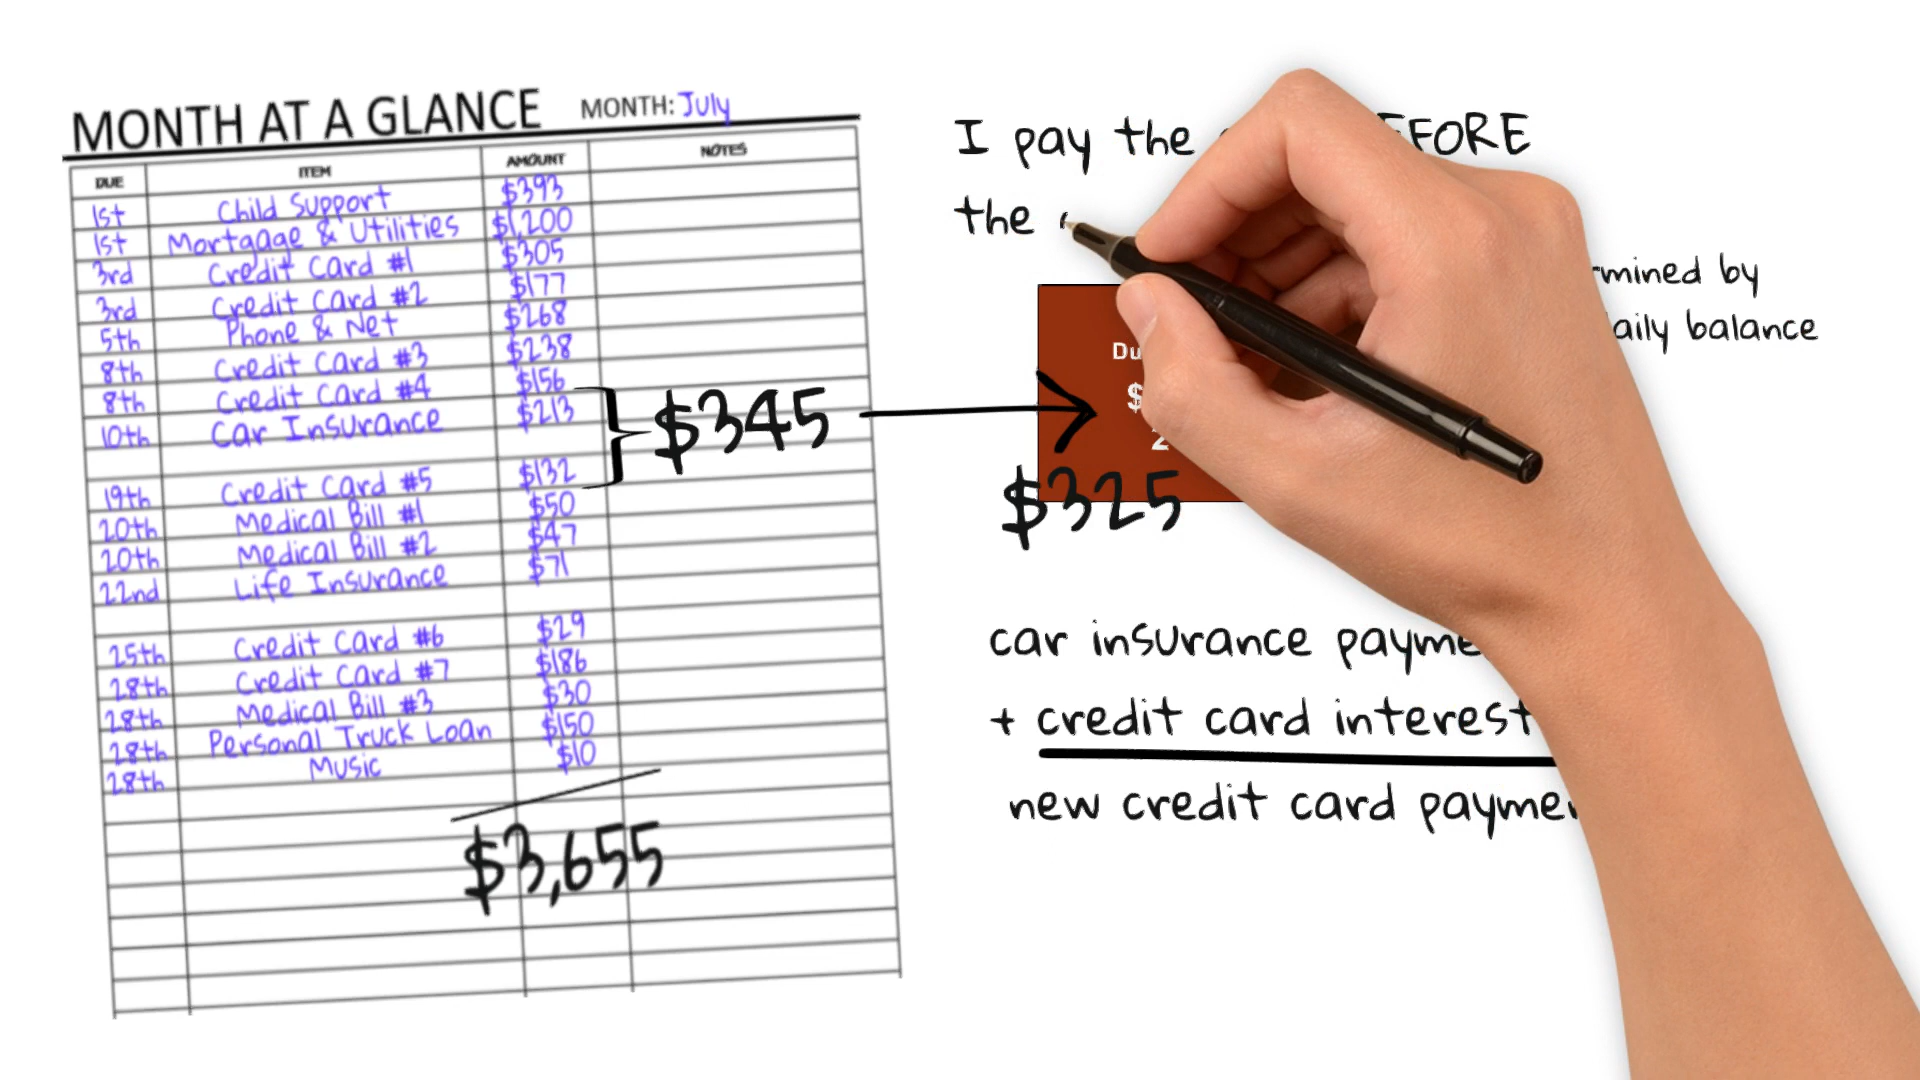 MONTH AT A GLANCE MONTH: July
DUE ITEM AMOUNT NOTES
1st Child Support $393
1st Mortgage & Utilities $1,200
3rd Credit Card #1 $305
3rd Credit Card #2 $177
5th Phone & Net $268
8th Credit Card #3 $238
8th Credit Card #4 $156
10th Car Insurance $213
19th Credit Card #5 $132
20th Medical Bill #1 $50
20th Medical Bill #2 $47
22nd Life Insurance $71
25th Credit Card #6 $29
28th Credit Card #7 $186
28th Medical Bill #3 $30
28th Personal Truck Loan $150
28th Music $10
$3,655
$345
I pay the
the
by
balance
$325
car insurance
+ credit card interest
new credit card